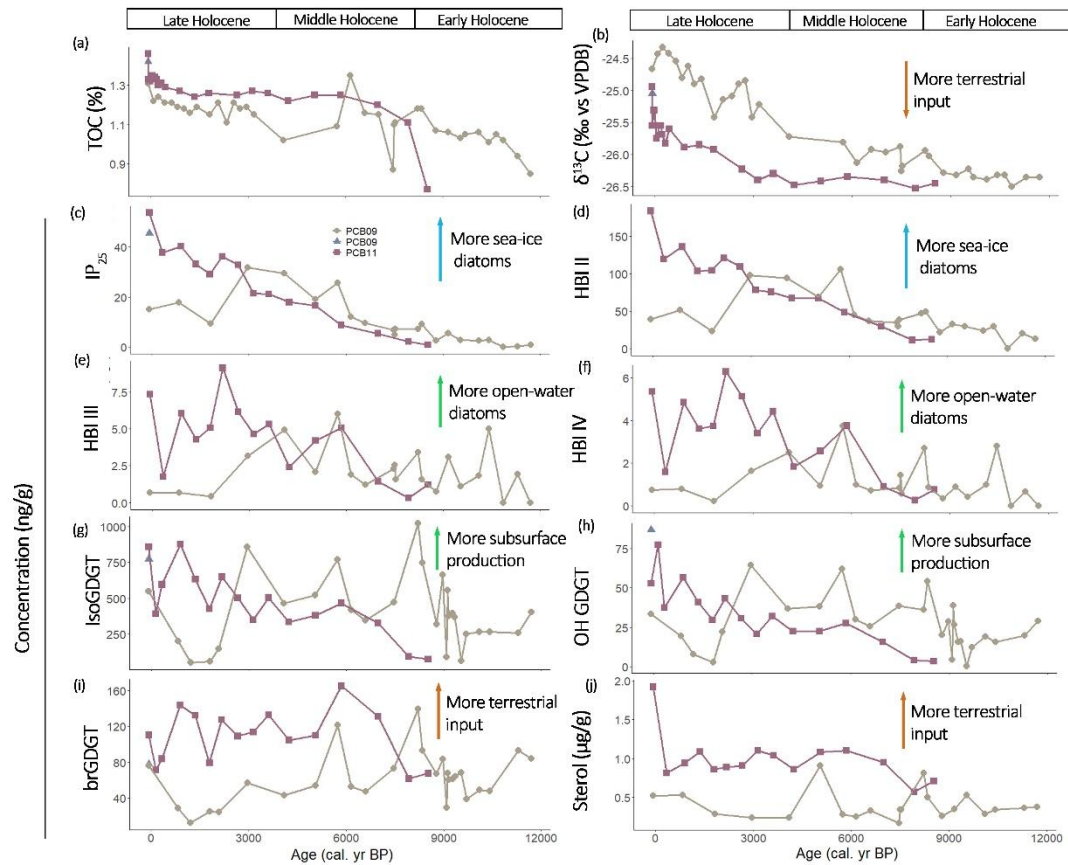 Late Holocene Middle Holocene Early Holocene
Late Holocene Middle Holocene Early Holocene
(a)
TOC (%)
1.3
1.1
0.9
(b)
δ¹³C (‰ vs VPDB)
-24.5
-25.0
-25.5
-26.0
-26.5
More terrestrial
input
Concentration (ng/g)
(c)
IP₂₅
40
20
0
PCB09
PCB09
PCB11
More sea-ice
diatoms
(d)
HBI II
150
100
50
0
More sea-ice
diatoms
(e)
HBI III
7.5
5.0
2.5
0.0
More open-water
diatoms
(f)
HBI IV
6
4
2
0
More open-water
diatoms
(g)
IsoGDGT
1000
750
500
250
More subsurface
production
(h)
OH GDGT
75
50
25
0
More subsurface
production
(i)
brGDGT
160
120
80
40
More terrestrial
input
0 3000 6000 9000 12000
Age (cal. yr BP)
(j)
Sterol (µg/g)
2.0
1.5
1.0
0.5
More terrestrial
input
0 3000 6000 9000 12000
Age (cal. yr BP)